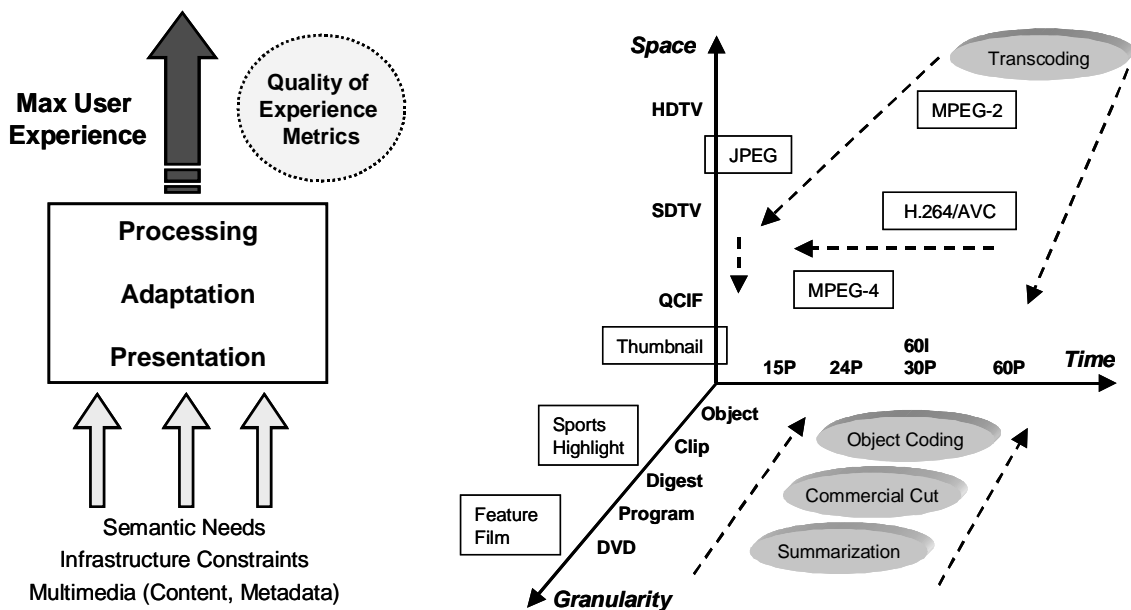 Max User
Experience
Quality of
Experience
Metrics
Processing
Adaptation
Presentation
Semantic Needs
Infrastructure Constraints
Multimedia (Content, Metadata)
Space
Transcoding
HDTV
MPEG-2
JPEG
SDTV
H.264/AVC
QCIF
MPEG-4
Thumbnail
60I
15P 24P 30P 60P
Time
Object
Sports
Highlight
Clip
Object Coding
Digest
Commercial Cut
Feature
Film
Program
DVD
Summarization
Granularity